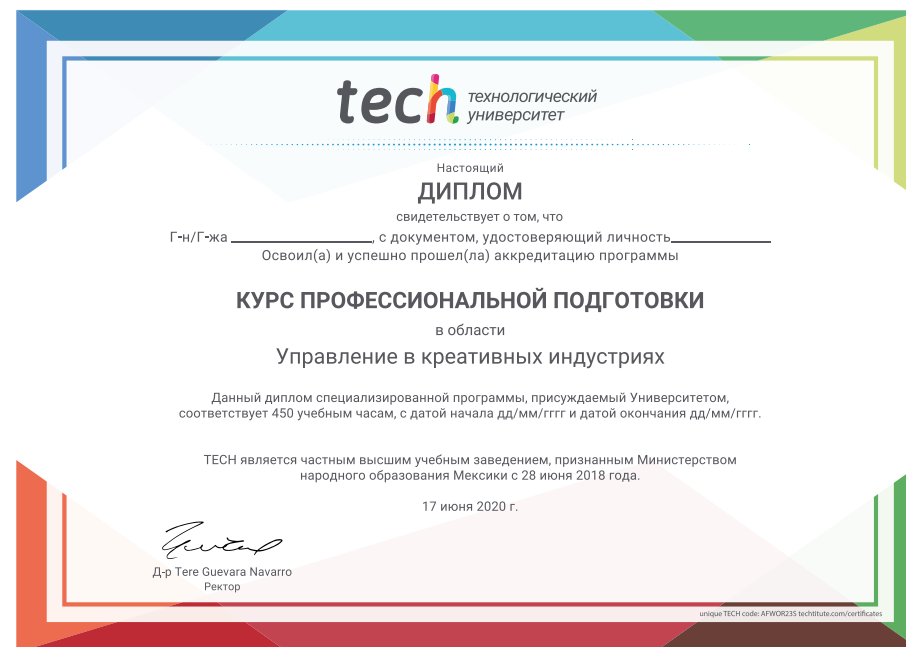 tech технологический
университет
Настоящий
ДИПЛОМ
свидетельствует о том, что
Г-н/Г-жа ____________________, с документом, удостоверяющий личность______________
Освоил(а) и успешно прошел(ла) аккредитацию программы
КУРС ПРОФЕССИОНАЛЬНОЙ ПОДГОТОВКИ
в области
Управление в креативных индустриях
Данный диплом специализированной программы, присуждаемый Университетом,
соответствует 450 учебным часам, с датой начала дд/мм/гггг и датой окончания дд/мм/гггг.
TECH является частным высшим учебным заведением, признанным Министерством
народного образования Мексики с 28 июня 2018 года.
17 июня 2020 г.
Д-р Tere Guevara Navarro
Ректор
unique TECH code: AFWOR235 techtitute.com/certificates